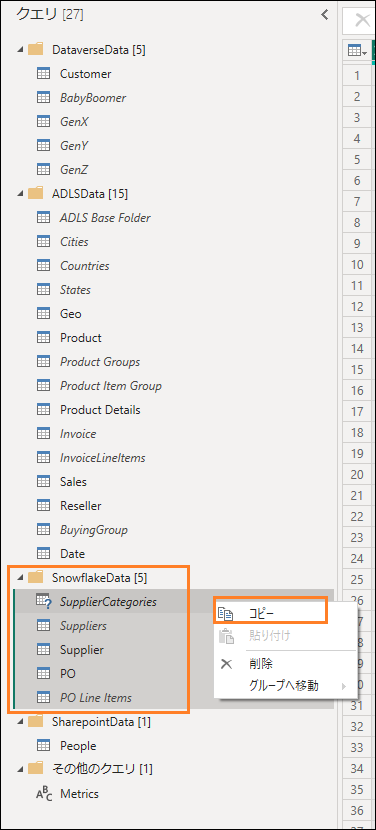 クエリ [27]
DataverseData [5]
Customer
BabyBoomer
GenX
GenY
GenZ
ADLSData [15]
ADLS Base Folder
Cities
Countries
States
Geo
Product
Product Groups
Product Item Group
Product Details
Invoice
InvoiceLineItems
Sales
Reseller
BuyingGroup
Date
SnowflakeData [5]
SupplierCategories
Suppliers
Supplier
PO
PO Line Items
SharepointData [1]
People
その他のクエリ [1]
ABC Metrics
コピー
貼り付け
削除
グループへ移動
1
2
3
4
5
6
7
8
9
10
11
12
13
14
15
16
17
18
19
20
21
22
23
24
25
26
27
28
29
30
31
32
33
34
35